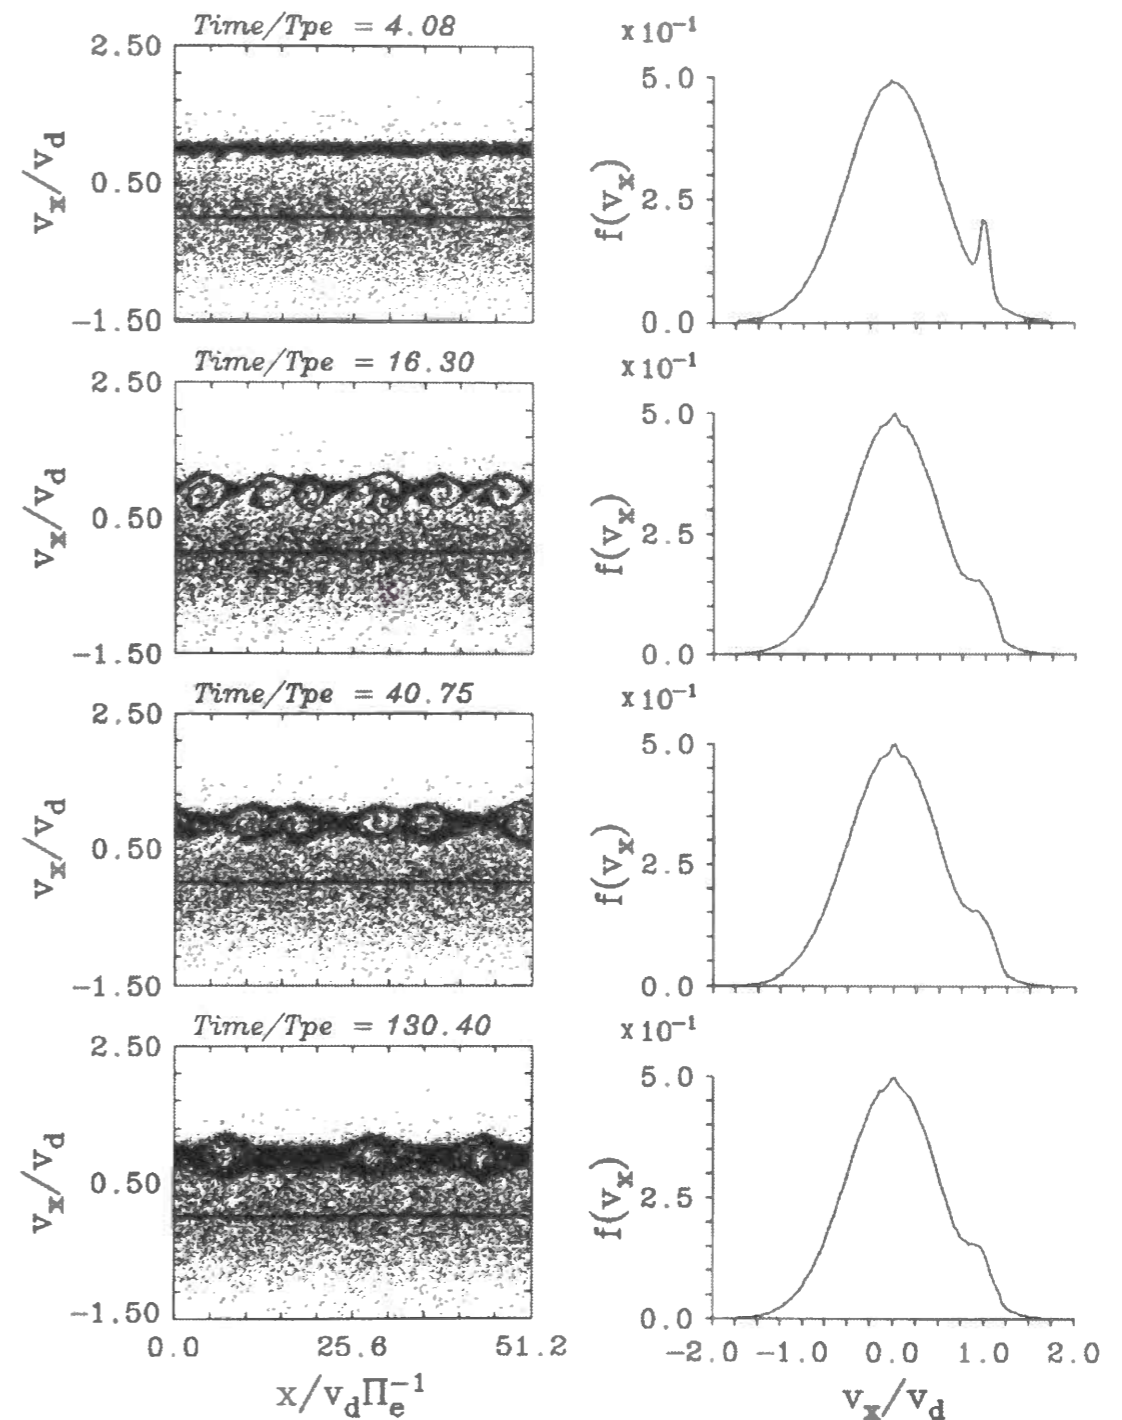 Time/Tpe = 4.08
x10⁻¹
2.50
0.50
-1.50
v_x/v_d
5.0
2.5
0.0
f(v_x)
Time/Tpe = 16.30
x10⁻¹
2.50
0.50
-1.50
v_x/v_d
5.0
2.5
0.0
f(v_x)
Time/Tpe = 40.75
x10⁻¹
2.50
0.50
-1.50
v_x/v_d
5.0
2.5
0.0
f(v_x)
Time/Tpe = 130.40
x10⁻¹
2.50
0.50
-1.50
v_x/v_d
5.0
2.5
0.0
f(v_x)
0.0 25.6 51.2
x/v_dΠ_e⁻¹
-2.0 -1.0 0.0 1.0 2.0
v_x/v_d